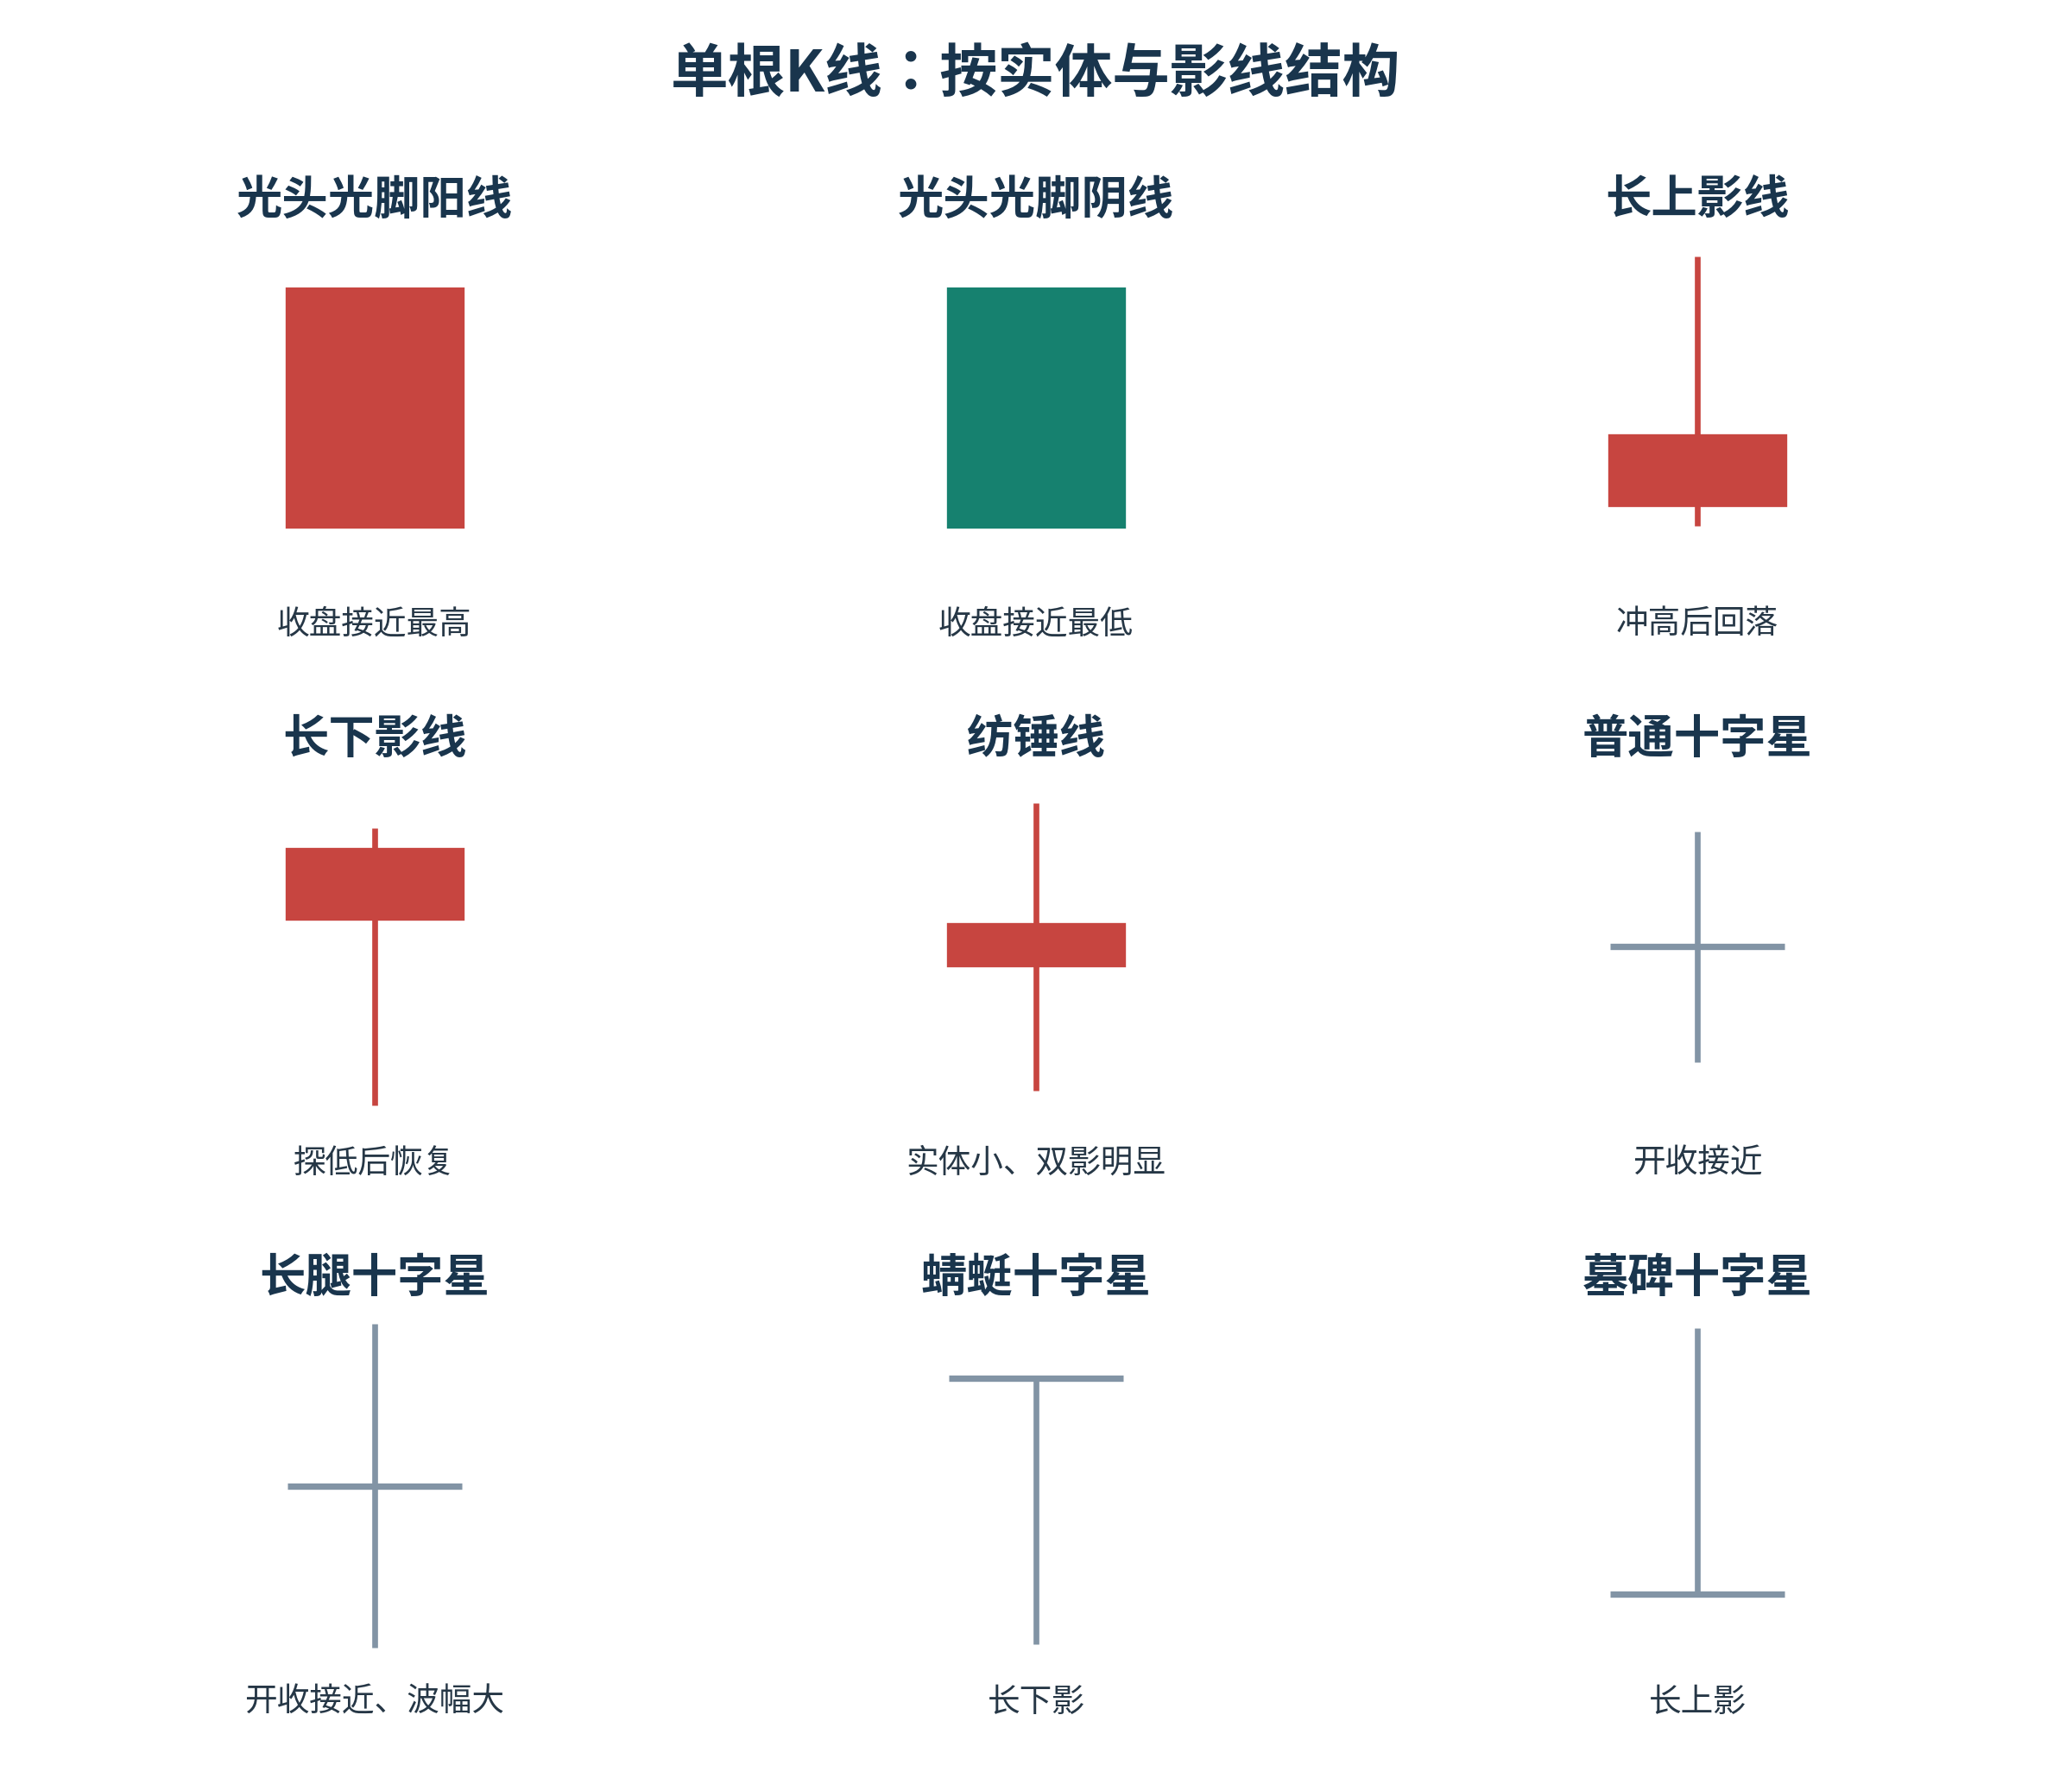 单根K线：按实体与影线结构
光头光脚阳线
光头光脚阴线
长上影线
收盘接近最高
收盘接近最低
冲高后回落
长下影线
纺锤线
普通十字星
探低后恢复
实体小、双影明显
开收接近
长腿十字星
蜻蜓十字星
墓碑十字星
开收接近、波幅大
长下影
长上影